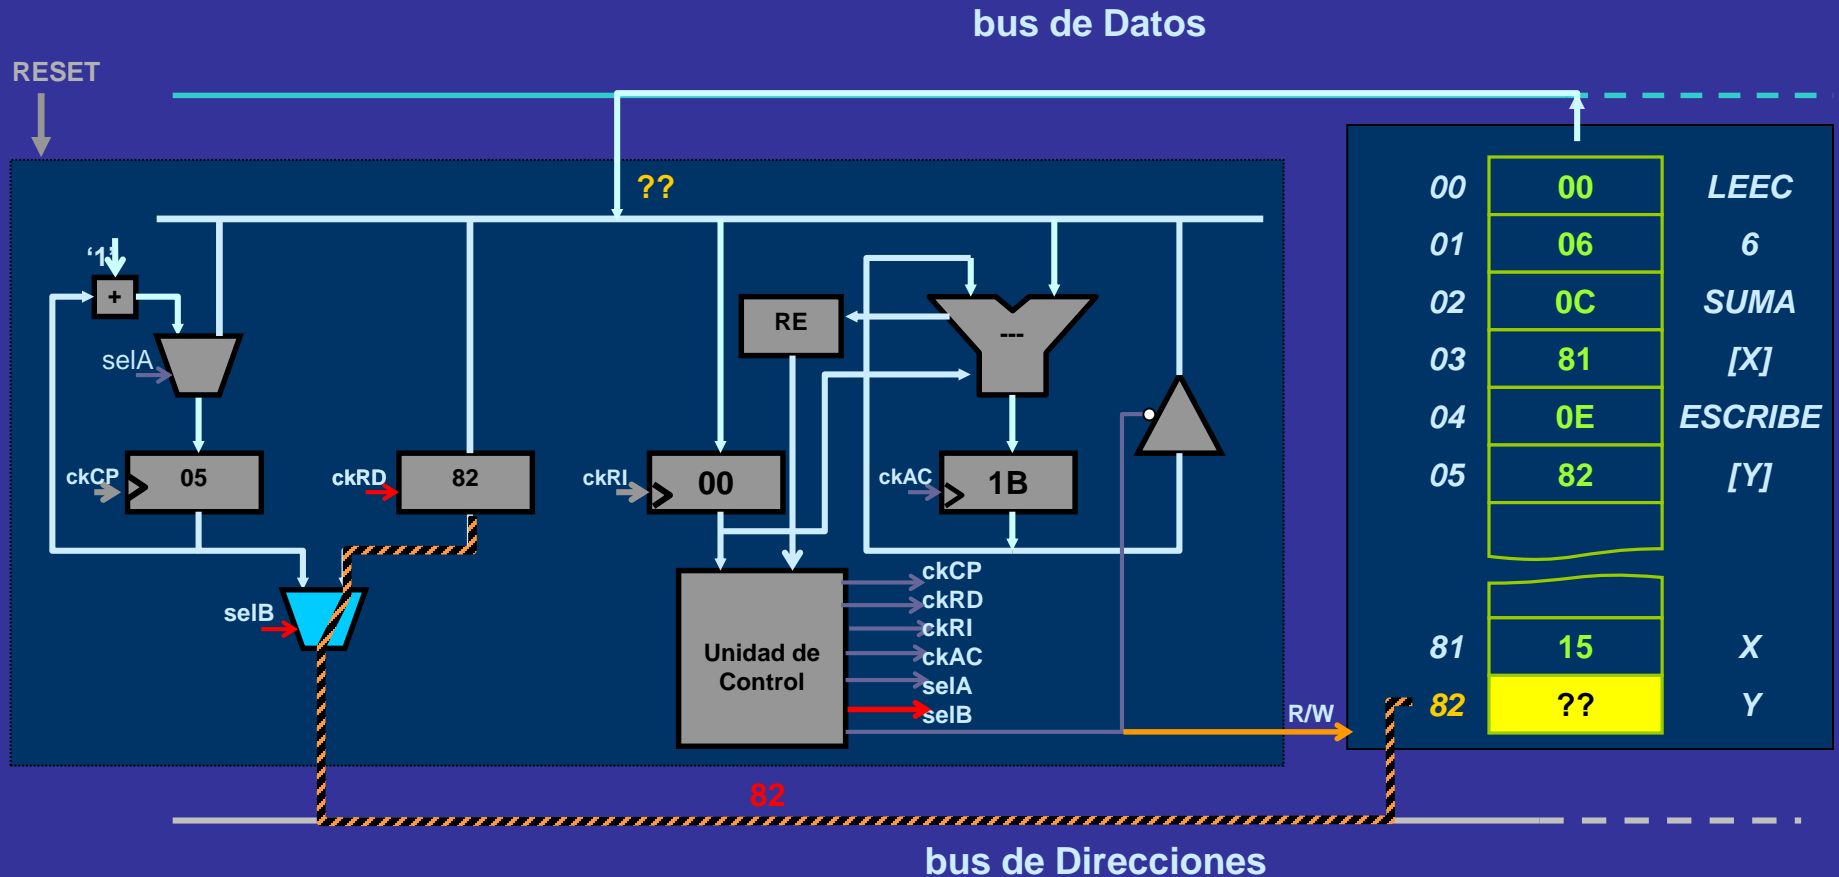 bus de Datos
RESET
??
‘1’
+
selA
RE
---
ckCP
05
ckRD
82
ckRI
00
ckAC
1B
selB
Unidad de
Control
ckCP
ckRD
ckRI
ckAC
selA
selB
R/W
00 00 LEEC
01 06 6
02 0C SUMA
03 81 [X]
04 0E ESCRIBE
05 82 [Y]
81 15 X
82 ?? Y
82
bus de Direcciones